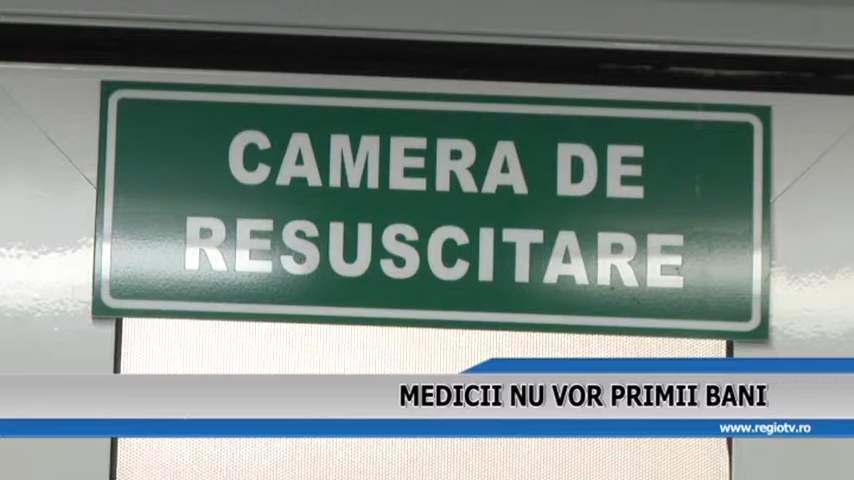 CAMERA DE
RESUSCITARE
MEDICII NU VOR PRIMII BANI
www.regiotv.ro